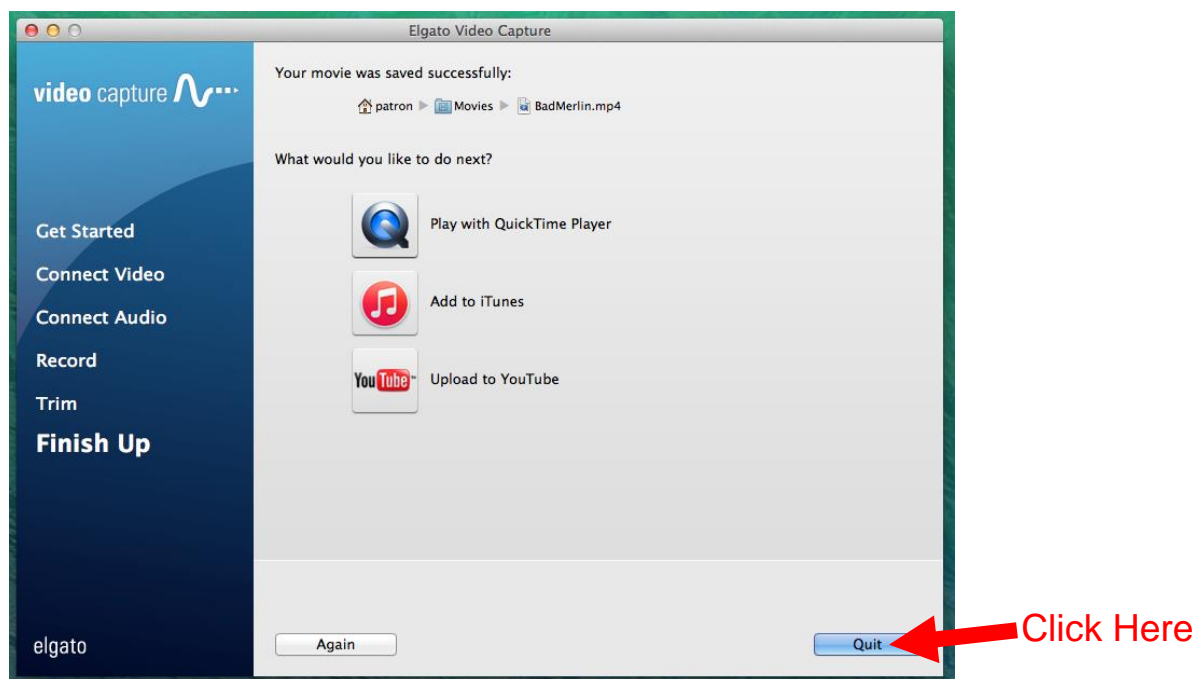 Elgato Video Capture
video capture
Your movie was saved successfully:
patron Movies BadMerlin.mp4
What would you like to do next?
Play with QuickTime Player
Add to iTunes
YouTube Upload to YouTube
Get Started
Connect Video
Connect Audio
Record
Trim
Finish Up
elgato
Again
Quit
Click Here